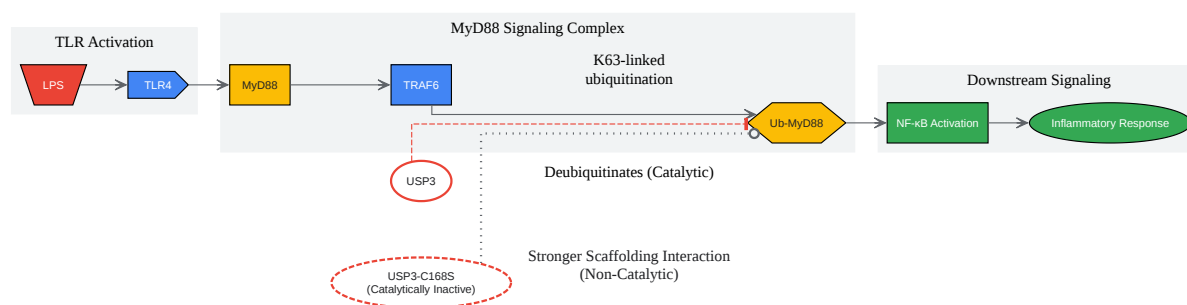 MyD88 Signaling Complex
TLR Activation
K63-linked
ubiquitination
Downstream Signaling
LPS
TLR4
MyD88
TRAF6
Ub-MyD88
NF-κB Activation
Inflammatory Response
Deubiquitinates (Catalytic)
USP3
Stronger Scaffolding Interaction
(Non-Catalytic)
USP3-C168S
(Catalytically Inactive)